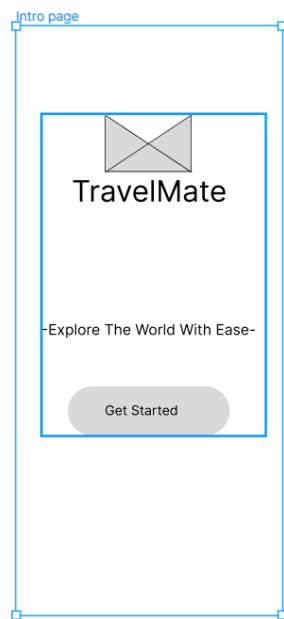 Intro page
TravelMate
-Explore The World With Ease-
Get Started